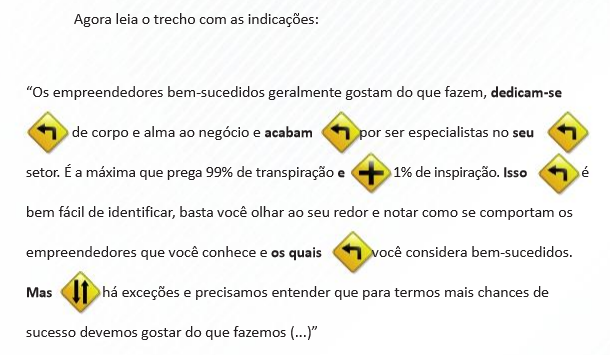 Agora leia o trecho com as indicações:
“Os empreendedores bem-sucedidos geralmente gostam do que fazem, dedicam-se
de corpo e alma ao negócio e acabam por ser especialistas no seu
setor. É a máxima que prega 99% de transpiração e 1% de inspiração. Isso é
bem fácil de identificar, basta você olhar ao seu redor e notar como se comportam os
empreendedores que você conhece e os quais você considera bem-sucedidos.
Mas há exceções e precisamos entender que para termos mais chances de
sucesso devemos gostar do que fazemos (...)”